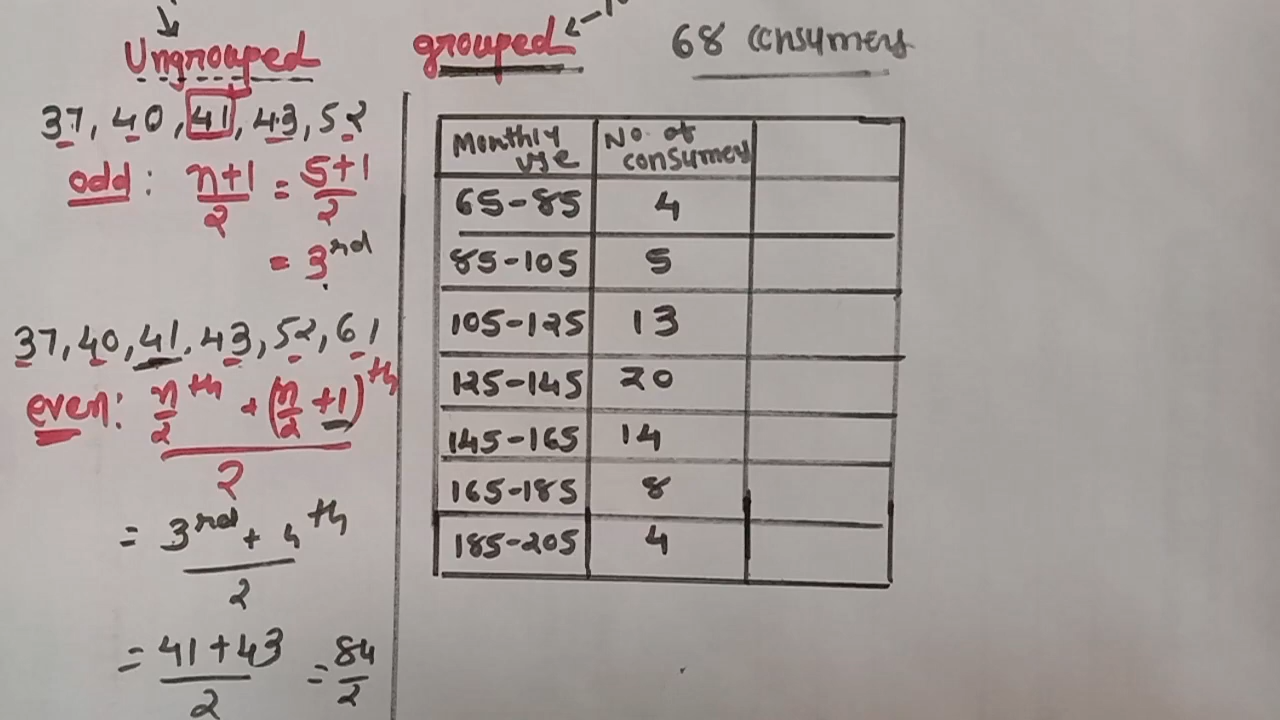 Ungrouped
37, 40, 41, 43, 52
odd: n+1/2 = 5+1/2
= 3rd
37, 40, 41, 43, 52, 61
even: n/2 th + (n/2 +1)th
2
= 3rd + 4th
2
= 41+43/2 = 84/2
grouped
68 consumers
Monthly No. of
consumers
65-85 4
85-105 5
105-125 13
125-145 20
145-165 14
165-185 8
185-205 4